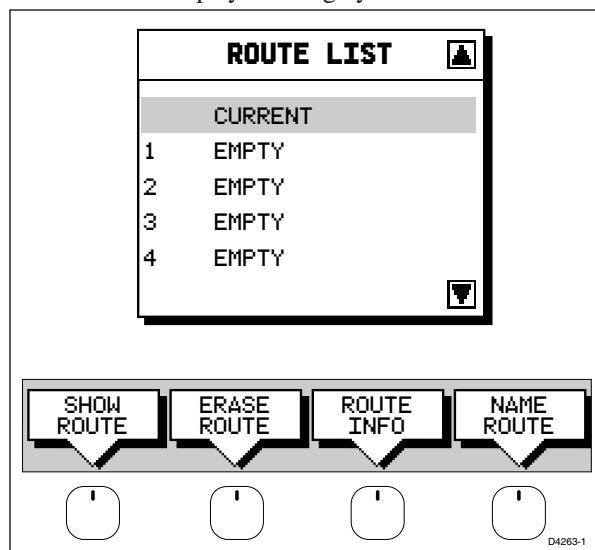 ROUTE LIST
CURRENT
1 EMPTY
2 EMPTY
3 EMPTY
4 EMPTY
SHOW ROUTE
ERASE ROUTE
ROUTE INFO
NAME ROUTE
D4263-1